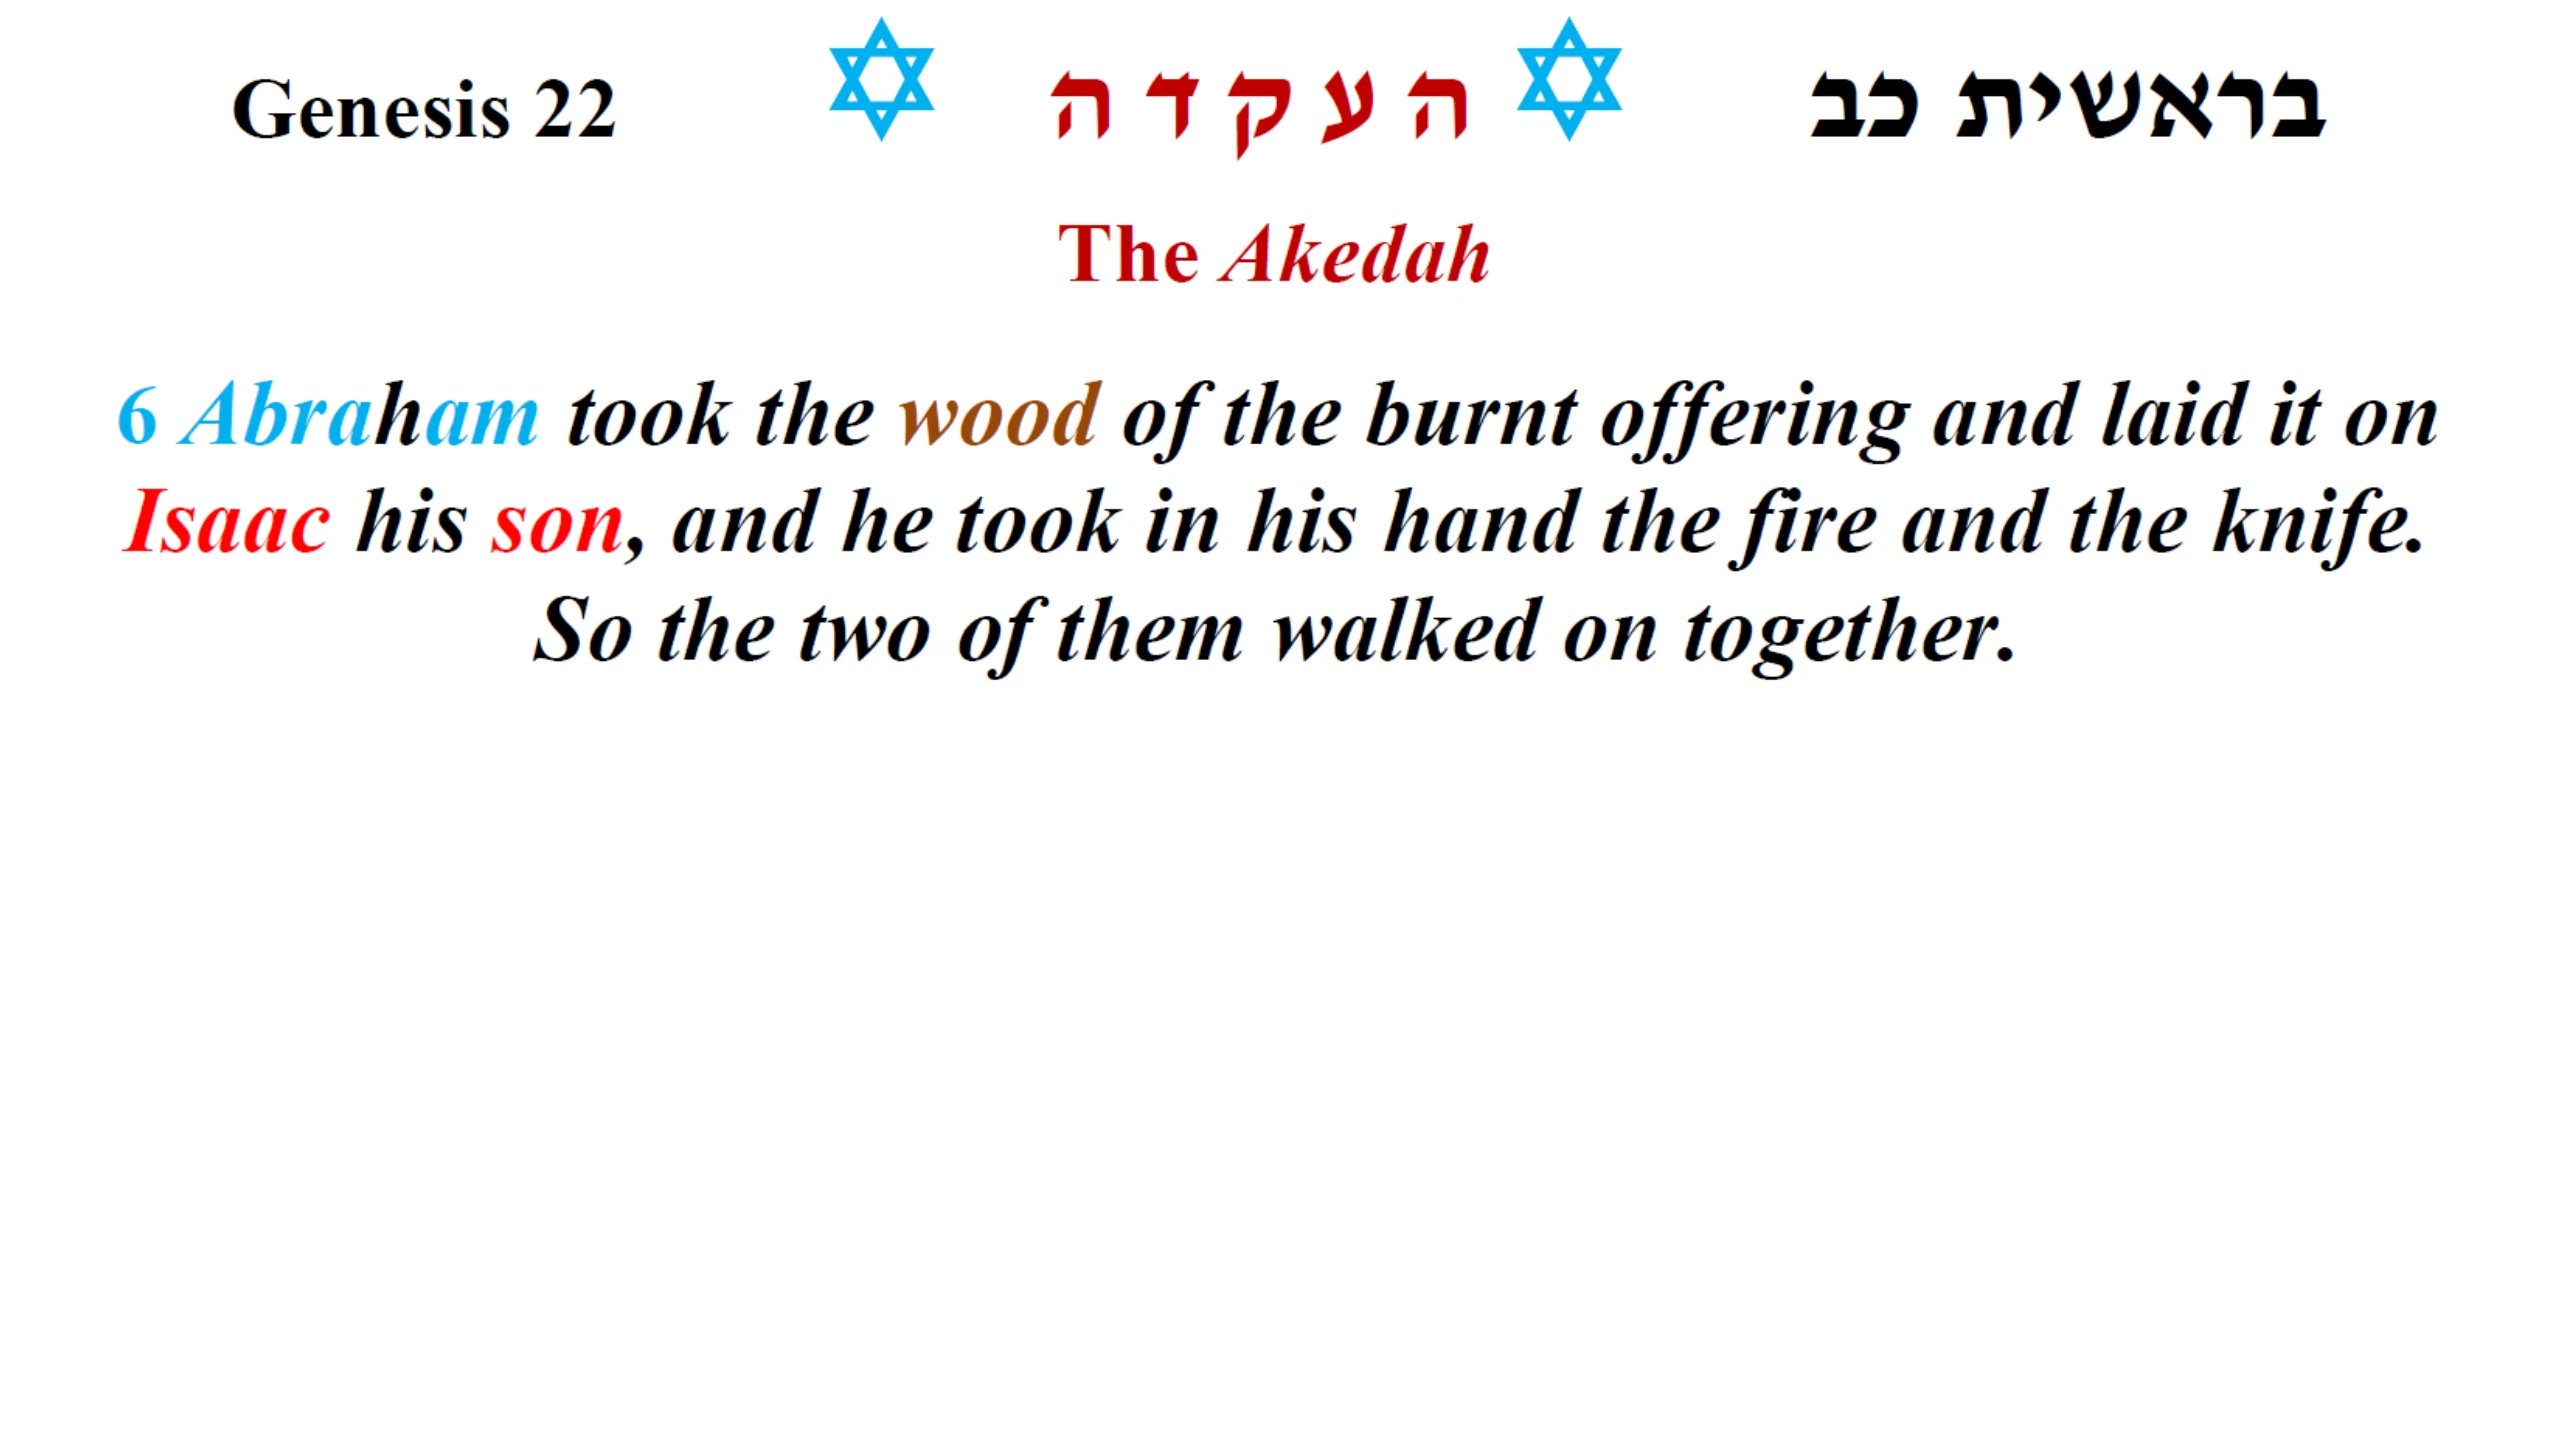 Genesis 22 ה ע ק ד ה בראשית כב
The Akedah
6 Abraham took the wood of the burnt offering and laid it on
Isaac his son, and he took in his hand the fire and the knife.
So the two of them walked on together.